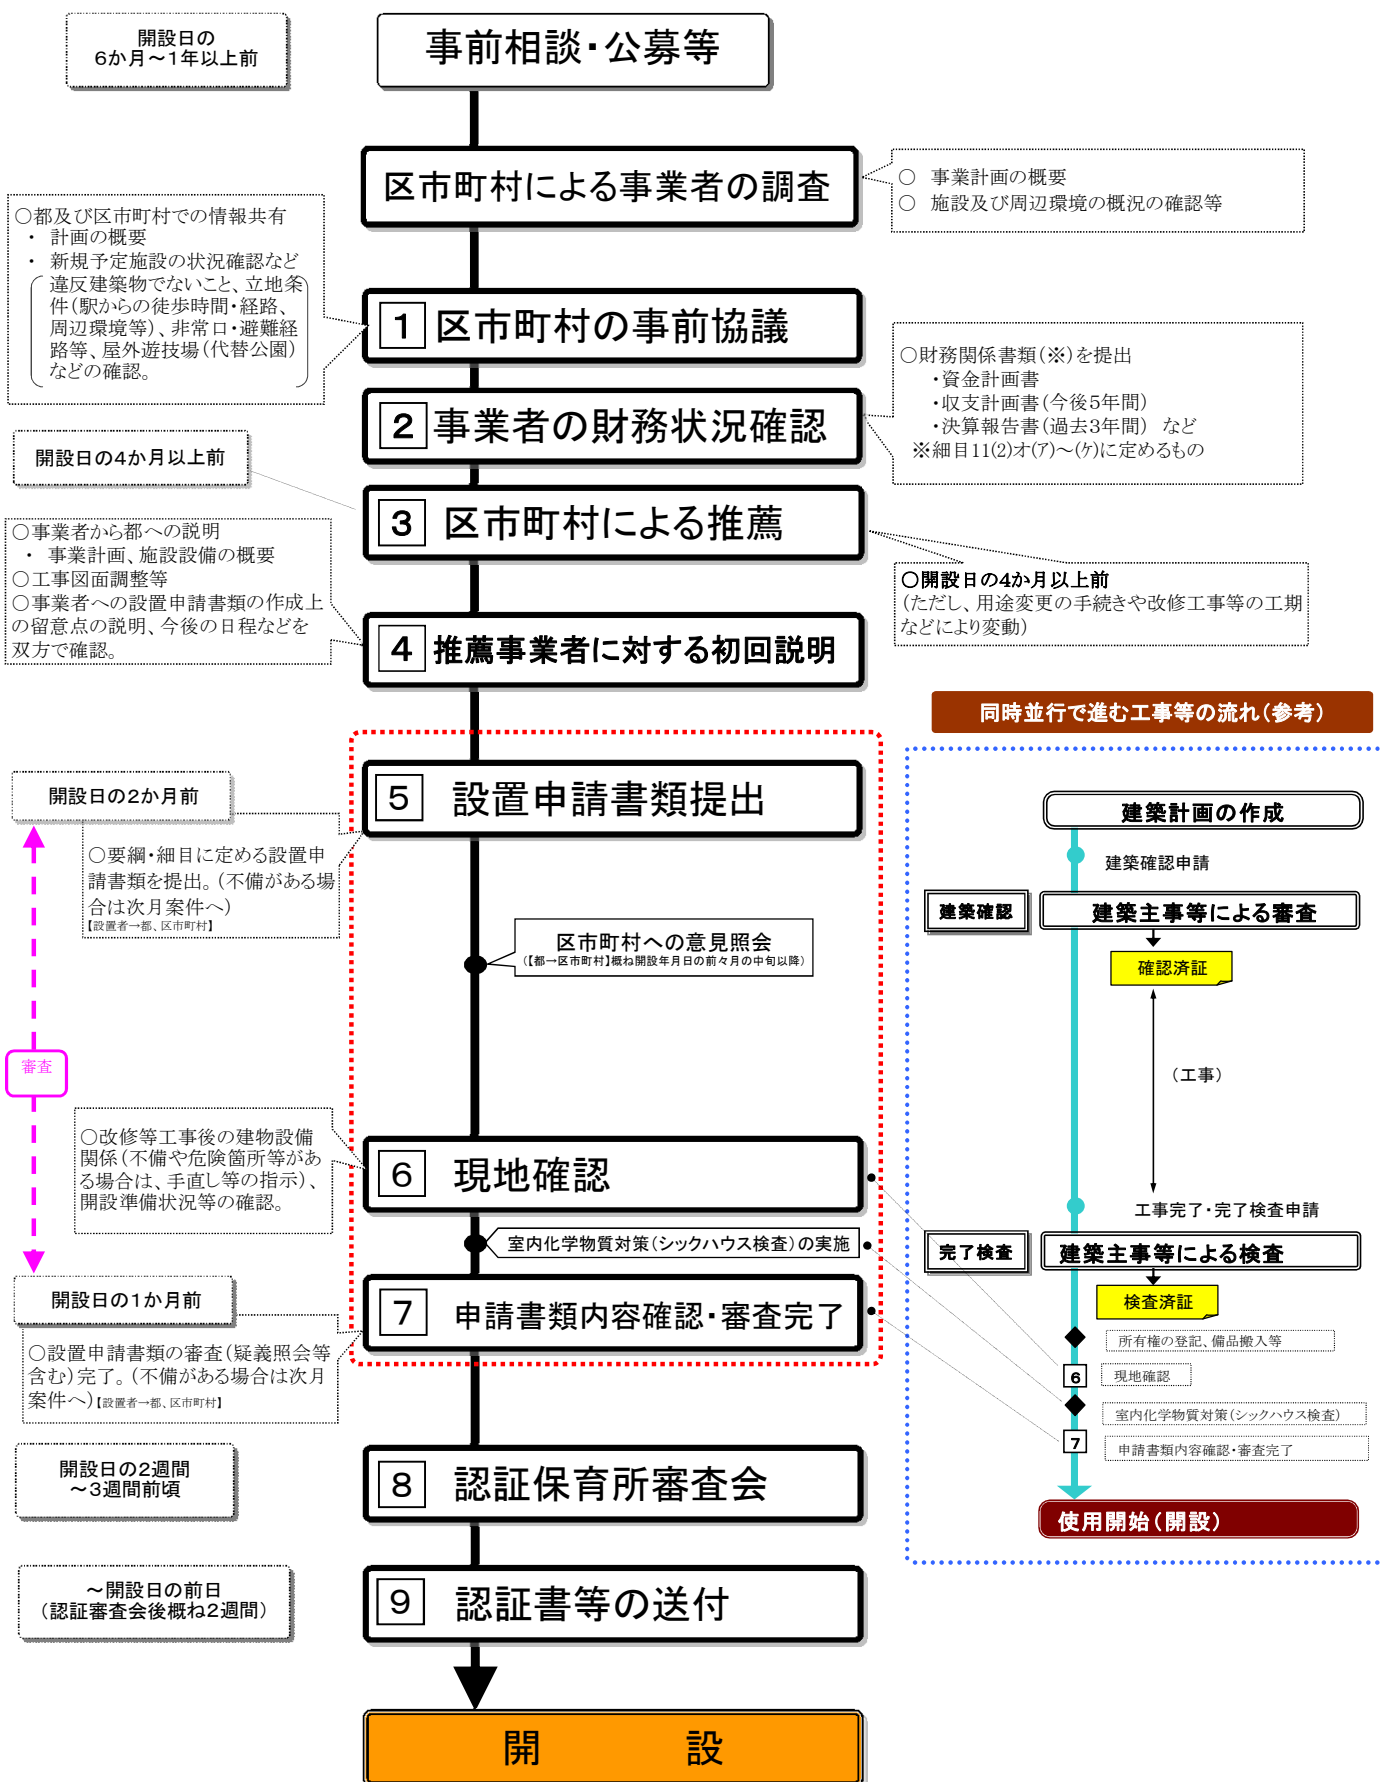 開設日の
6か月～1年以上前
事前相談・公募等
区市町村による事業者の調査
○ 事業計画の概要
○ 施設及び周辺環境の概況の確認等
○都及び区市町村での情報共有
・ 計画の概要
・ 新規予定施設の状況確認など
違反建築物でないこと、立地条
件(駅からの徒歩時間・経路、
周辺環境等)、非常口・避難経
路等、屋外遊技場(代替公園)
などの確認。
1 区市町村の事前協議
○財務関係書類(※)を提出
・資金計画書
・収支計画書(今後5年間)
・決算報告書(過去3年間) など
※細目11(2)オ(ｱ)～(ｹ)に定めるもの
2 事業者の財務状況確認
開設日の4か月以上前
3 区市町村による推薦
○開設日の4か月以上前
(ただし、用途変更の手続きや改修工事等の工期
などにより変動)
○事業者から都への説明
・ 事業計画、施設設備の概要
○工事図面調整等
○事業者への設置申請書類の作成上
の留意点の説明、今後の日程などを
双方で確認。
4 推薦事業者に対する初回説明
同時並行で進む工事等の流れ(参考)
開設日の2か月前
5 設置申請書類提出
○要綱・細目に定める設置申
請書類を提出。(不備がある場
合は次月案件へ)
【設置者→都、区市町村】
区市町村への意見照会
(【都→区市町村】概ね開設年月日の前々月の中旬以降)
審査
○改修等工事後の建物設備
関係(不備や危険箇所等があ
る場合は、手直し等の指示)、
開設準備状況等の確認。
6 現地確認
室内化学物質対策(シックハウス検査)の実施
開設日の1か月前
7 申請書類内容確認・審査完了
○設置申請書類の審査(疑義照会等
含む)完了。(不備がある場合は次月
案件へ)【設置者→都、区市町村】
建築計画の作成
建築確認申請
建築確認
建築主事等による審査
確認済証
(工事)
工事完了・完了検査申請
完了検査
建築主事等による検査
検査済証
所有権の登記、備品搬入等
6 現地確認
室内化学物質対策(シックハウス検査)
7 申請書類内容確認・審査完了
使用開始(開設)
開設日の2週間
～3週間前頃
8 認証保育所審査会
～開設日の前日
(認証審査会後概ね2週間)
9 認証書等の送付
開 設